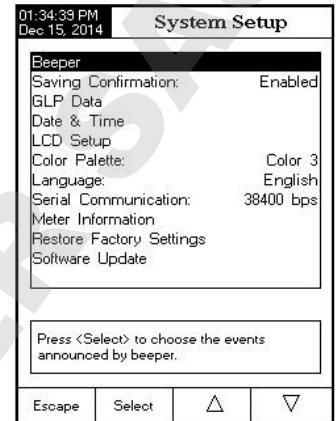 01:34:39 PM
Dec 15, 2014
System Setup
Beeper
Saving Confirmation: Enabled
GLP Data
Date & Time
LCD Setup
Color Palette: Color 3
Language: English
Serial Communication: 38400 bps
Meter Information
Restore Factory Settings
Software Update
Press <Select> to choose the events
announced by beeper.
Escape Select △ ▽